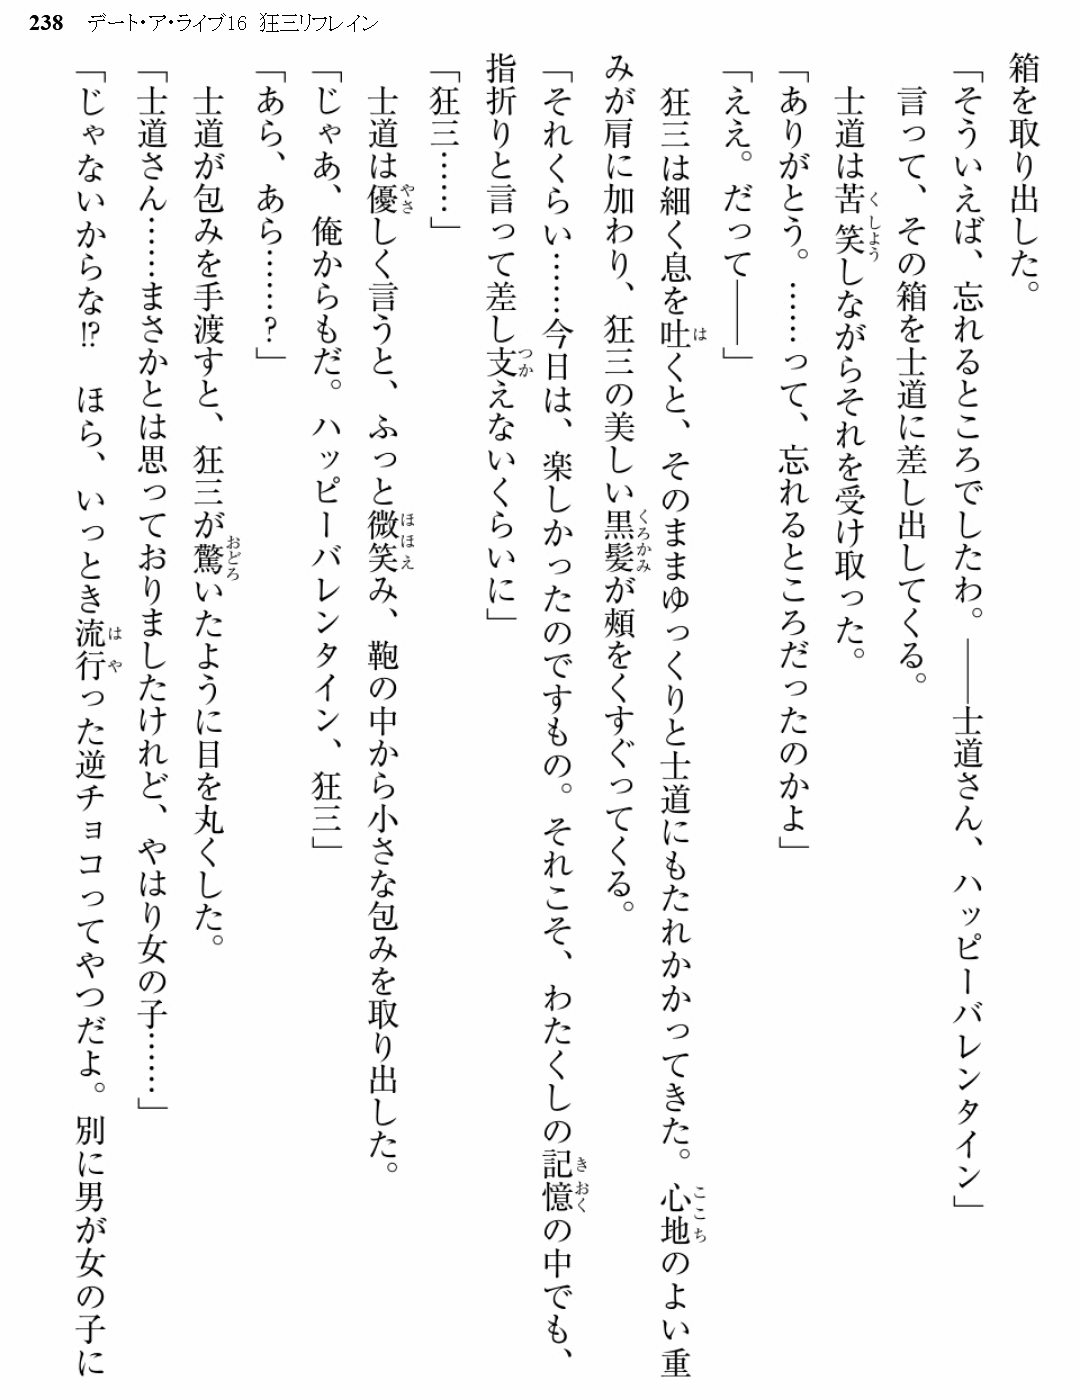 238 デート・ア・ライブ16 狂三リフレイン
箱を取り出した。
「そういえば、忘れるところでしたわ。――士道さん、ハッピーバレンタイン」
言って、その箱を士道に差し出してくる。
士道は苦笑しながらそれを受け取った。
「ありがとう。……って、忘れるところだったのかよ」
「ええ。だって――」
狂三は細く息を吐くと、そのままゆっくりと士道にもたれかかってきた。心地のよい重
みが肩に加わり、狂三の美しい黒髪が頰をくすぐってくる。
「それくらい……今日は、楽しかったのですもの。それこそ、わたくしの記憶の中でも、
指折りと言って差し支えないくらいに」
「狂三……」
士道は優しく言うと、ふっと微笑み、鞄の中から小さな包みを取り出した。
「じゃあ、俺からもだ。ハッピーバレンタイン、狂三」
「あら、あら……?」
士道が包みを手渡すと、狂三が驚いたように目を丸くした。
「士道さん……まさかとは思っておりましたけれど、やはり女の子……」
「じゃないからな!? ほら、いっとき流行った逆チョコってやつだよ。別に男が女の子に